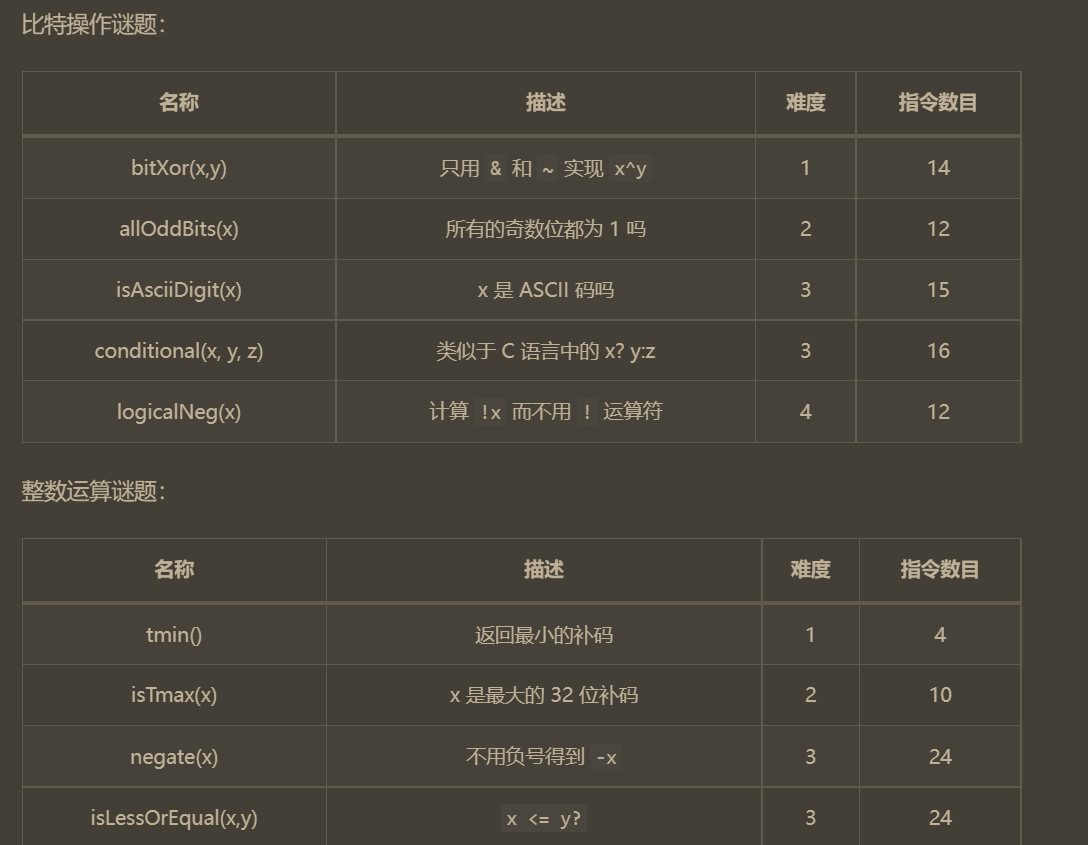 比特操作谜题：
名称 描述 难度 指令数目
bitXor(x,y) 只用 & 和 ~ 实现 x^y 1 14
allOddBits(x) 所有的奇数位都为 1 吗 2 12
isAsciiDigit(x) x 是 ASCII 码吗 3 15
conditional(x, y, z) 类似于 C 语言中的 x? y:z 3 16
logicalNeg(x) 计算 !x 而不用 ! 运算符 4 12
整数运算谜题：
名称 描述 难度 指令数目
tmin() 返回最小的补码 1 4
isTmax(x) x 是最大的 32 位补码 2 10
negate(x) 不用负号得到 -x 3 24
isLessOrEqual(x,y) x <= y? 3 24